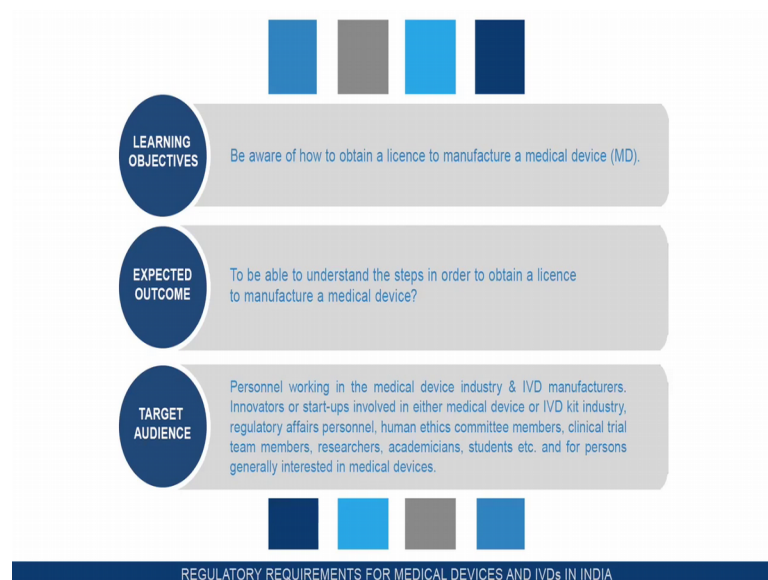 LEARNING
OBJECTIVES
Be aware of how to obtain a licence to manufacture a medical device (MD).
EXPECTED
OUTCOME
To be able to understand the steps in order to obtain a licence
to manufacture a medical device?
TARGET
AUDIENCE
Personnel working in the medical device industry & IVD manufacturers.
Innovators or start-ups involved in either medical device or IVD kit industry,
regulatory affairs personnel, human ethics committee members, clinical trial
team members, researchers, academicians, students etc. and for persons
generally interested in medical devices.
REGULATORY REQUIREMENTS FOR MEDICAL DEVICES AND IVDs IN INDIA